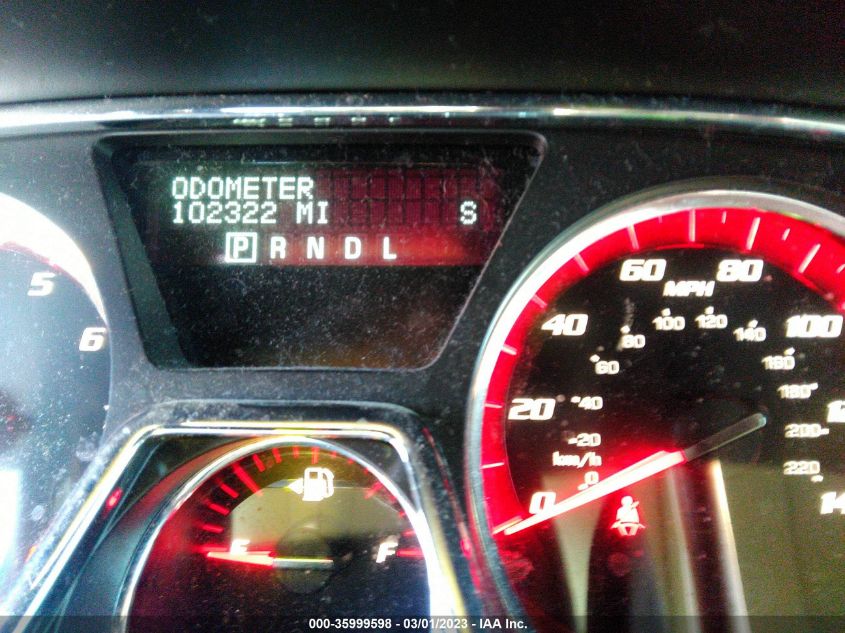 ODOMETER
102322 MI S
P R N D L
5
6
E F
0 20 40 60 80 100
MPH
0 20 40 60 80 100 120 140 160 180 200 220
km/h
000-35999598 - 03/01/2023 - IAA Inc.